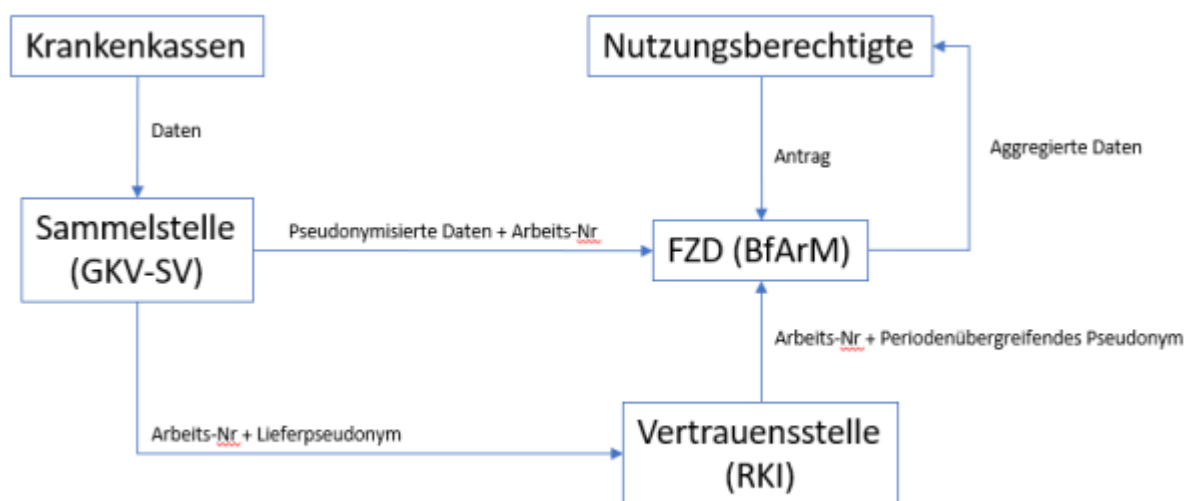 Krankenkassen
Nutzungsberechtigte
Daten
Antrag
Aggregierte Daten
Sammelstelle
(GKV-SV)
Pseudonymisierte Daten + Arbeits-Nr
FZD (BfArM)
Arbeits-Nr + Periodenübergreifendes Pseudonym
Arbeits-Nr + Lieferpseudonym
Vertrauensstelle
(RKI)